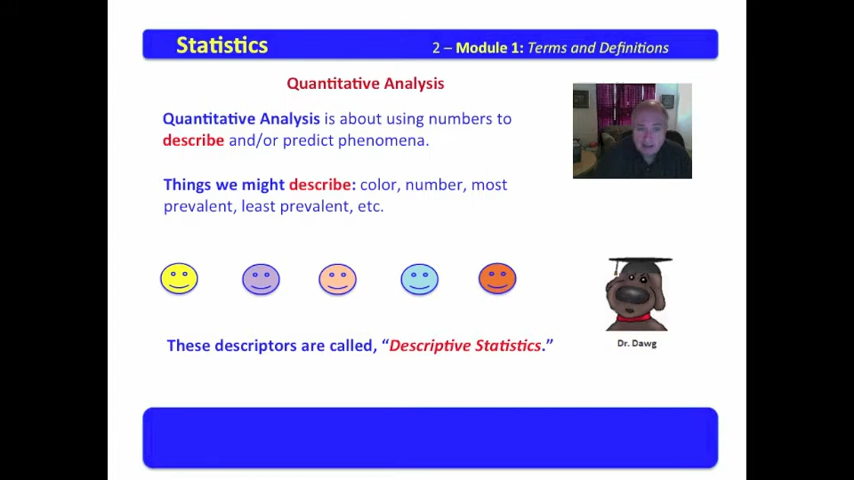 Statistics
2 – Module 1: Terms and Definitions
Quantitative Analysis
Quantitative Analysis is about using numbers to
describe and/or predict phenomena.
Things we might describe: color, number, most
prevalent, least prevalent, etc.
These descriptors are called, “Descriptive Statistics.”
Dr. Dawg